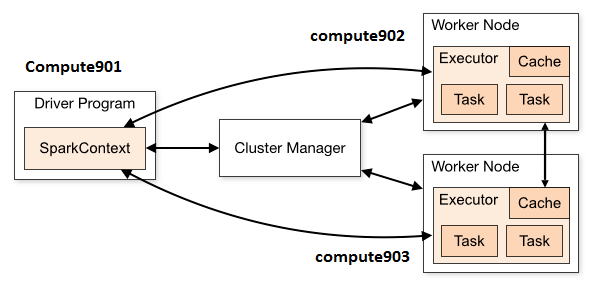 compute902
Compute901
Driver Program
SparkContext
Cluster Manager
Worker Node
Executor
Cache
Task
Task
Worker Node
Executor
Cache
Task
Task
compute903